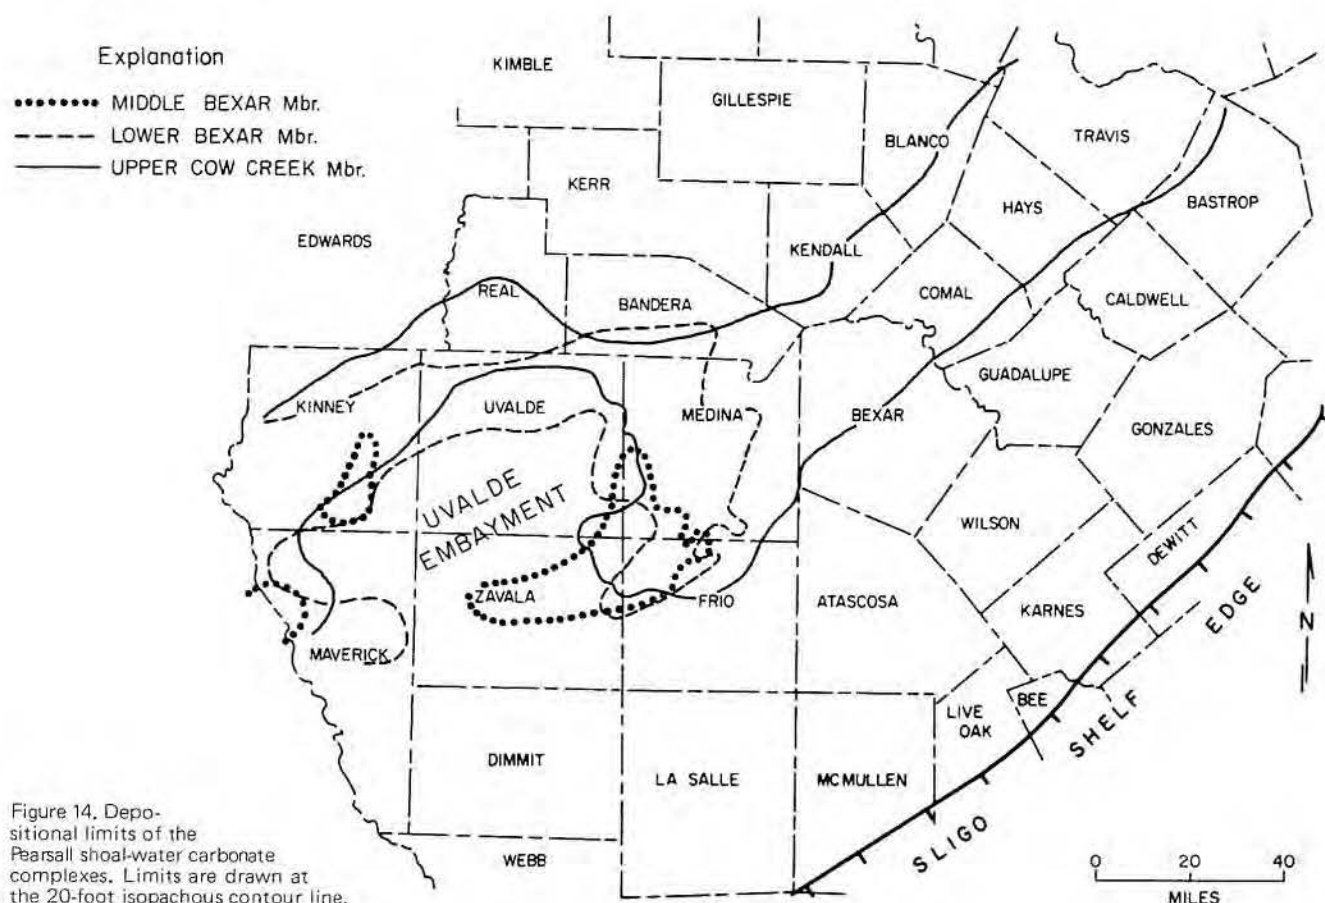 Explanation
MIDDLE BEXAR Mbr.
LOWER BEXAR Mbr.
UPPER COW CREEK Mbr.
KIMBLE
GILLESPIE
BLANCO
TRAVIS
KERR
HAYS
BASTROP
EDWARDS
KENDALL
REAL
BANDERA
COMAL
CALDWELL
KINNEY
UVALDE
MEDINA
BEXAR
GUADALUPE
GONZALES
UVALDE
EMBAYMENT
WILSON
DEWITT
ZAVALA
FRIO
ATASCOSA
KARNES
MAVERICK
BEE
LIVE
OAK
DIMMIT
LA SALLE
MCMULLEN
WEBB
SLIGO SHELF EDGE
N
0 20 40
MILES
Figure 14. Depo-
sitional limits of the
Pearsall shoal-water carbonate
complexes. Limits are drawn at
the 20-foot isopachous contour line.